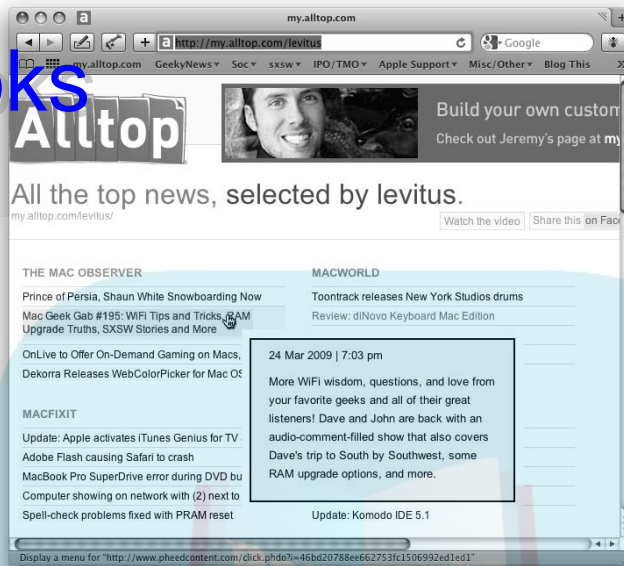 my.alltop.com
http://my.alltop.com/levitus
Google
my.alltop.com GeekyNews Soc sxsw IPO/TMO Apple Support Misc/Other Blog This
oks
Alltop
Build your own custom
Check out Jeremy's page at my
All the top news, selected by levitus.
my.alltop.com/levitus/
Watch the video
Share this on Face
THE MAC OBSERVER
Prince of Persia, Shaun White Snowboarding Now
Mac Geek Gab #195: WiFi Tips and Tricks, RAM
Upgrade Truths, SXSW Stories and More
OnLive to Offer On-Demand Gaming on Macs,
Dekorra Releases WebColorPicker for Mac OS
MACFIXIT
Update: Apple activates iTunes Genius for TV
Adobe Flash causing Safari to crash
MacBook Pro SuperDrive error during DVD bu
Computer showing on network with (2) next to
Spell-check problems fixed with PRAM reset
MACWORLD
Toontrack releases New York Studios drums
Review: diNovo Keyboard Mac Edition
24 Mar 2009 | 7:03 pm
More WiFi wisdom, questions, and love from
your favorite geeks and all of their great
listeners! Dave and John are back with an
audio-comment-filled show that also covers
Dave's trip to South by Southwest, some
RAM upgrade options, and more.
Update: Komodo IDE 5.1
Display a menu for "http://www.pheedcontent.com/click.phdo?i=46bd20788ee662753fc1506992ed1ed1"